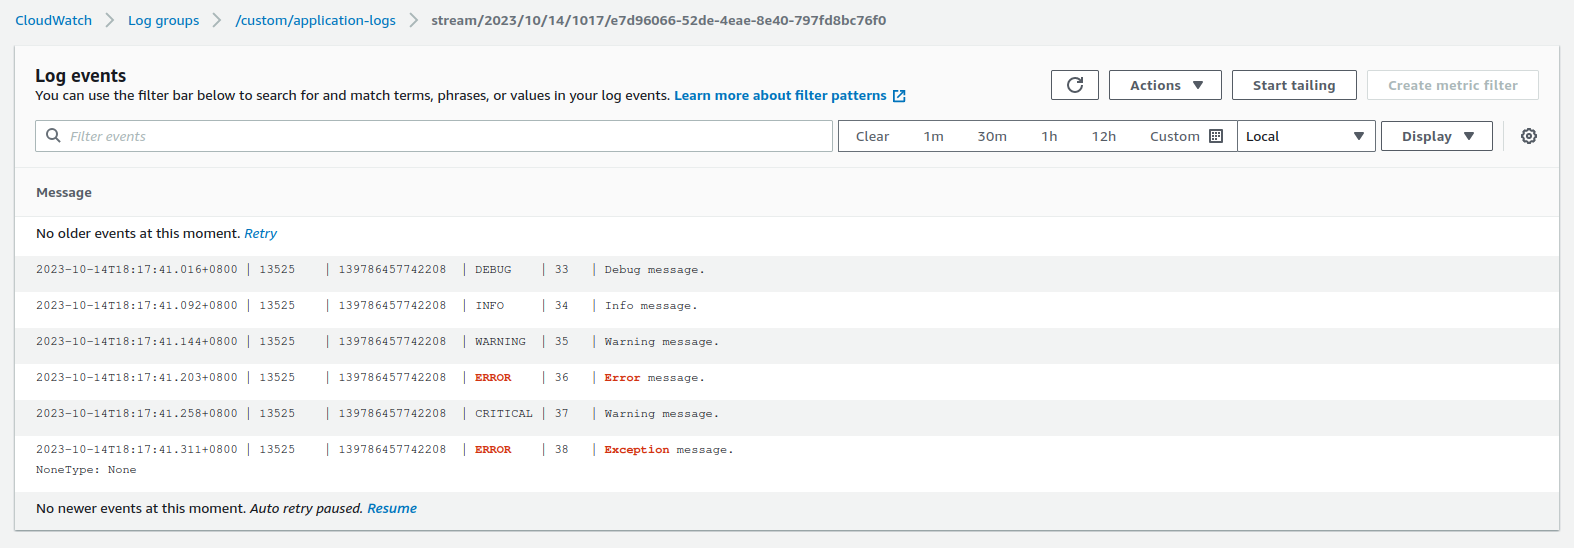 CloudWatch > Log groups > /custom/application-logs > stream/2023/10/14/1017/e7d96066-52de-4eae-8e40-797fd8bc76f0
Log events
You can use the filter bar below to search for and match terms, phrases, or values in your log events. Learn more about filter patterns
Actions Start tailing Create metric filter
Filter events Clear 1m 30m 1h 12h Custom Local Display
Message
No older events at this moment. Retry
2023-10-14T18:17:41.016+0800 | 13525 | 139786457742208 | DEBUG | 33 | Debug message.
2023-10-14T18:17:41.092+0800 | 13525 | 139786457742208 | INFO | 34 | Info message.
2023-10-14T18:17:41.144+0800 | 13525 | 139786457742208 | WARNING | 35 | Warning message.
2023-10-14T18:17:41.203+0800 | 13525 | 139786457742208 | ERROR | 36 | Error message.
2023-10-14T18:17:41.258+0800 | 13525 | 139786457742208 | CRITICAL | 37 | Warning message.
2023-10-14T18:17:41.311+0800 | 13525 | 139786457742208 | ERROR | 38 | Exception message.
NoneType: None
No newer events at this moment. Auto retry paused. Resume